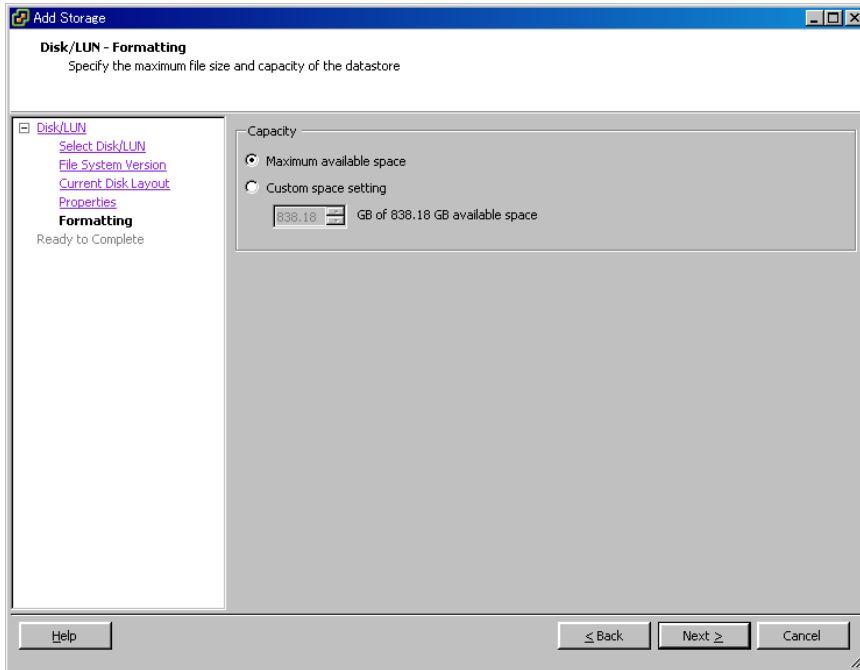 Add Storage
Disk/LUN - Formatting
Specify the maximum file size and capacity of the datastore
Disk/LUN
Select Disk/LUN
File System Version
Current Disk Layout
Properties
Formatting
Ready to Complete
Capacity
Maximum available space
Custom space setting
838.18 GB of 838.18 GB available space
Help
< Back
Next >
Cancel